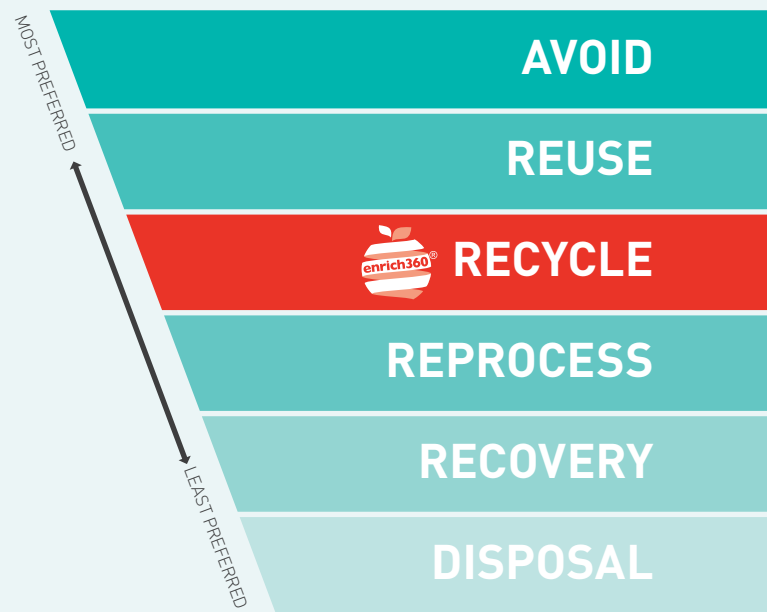 MOST PREFERRED
AVOID
REUSE
enrich360®
RECYCLE
REPROCESS
RECOVERY
LEAST PREFERRED
DISPOSAL